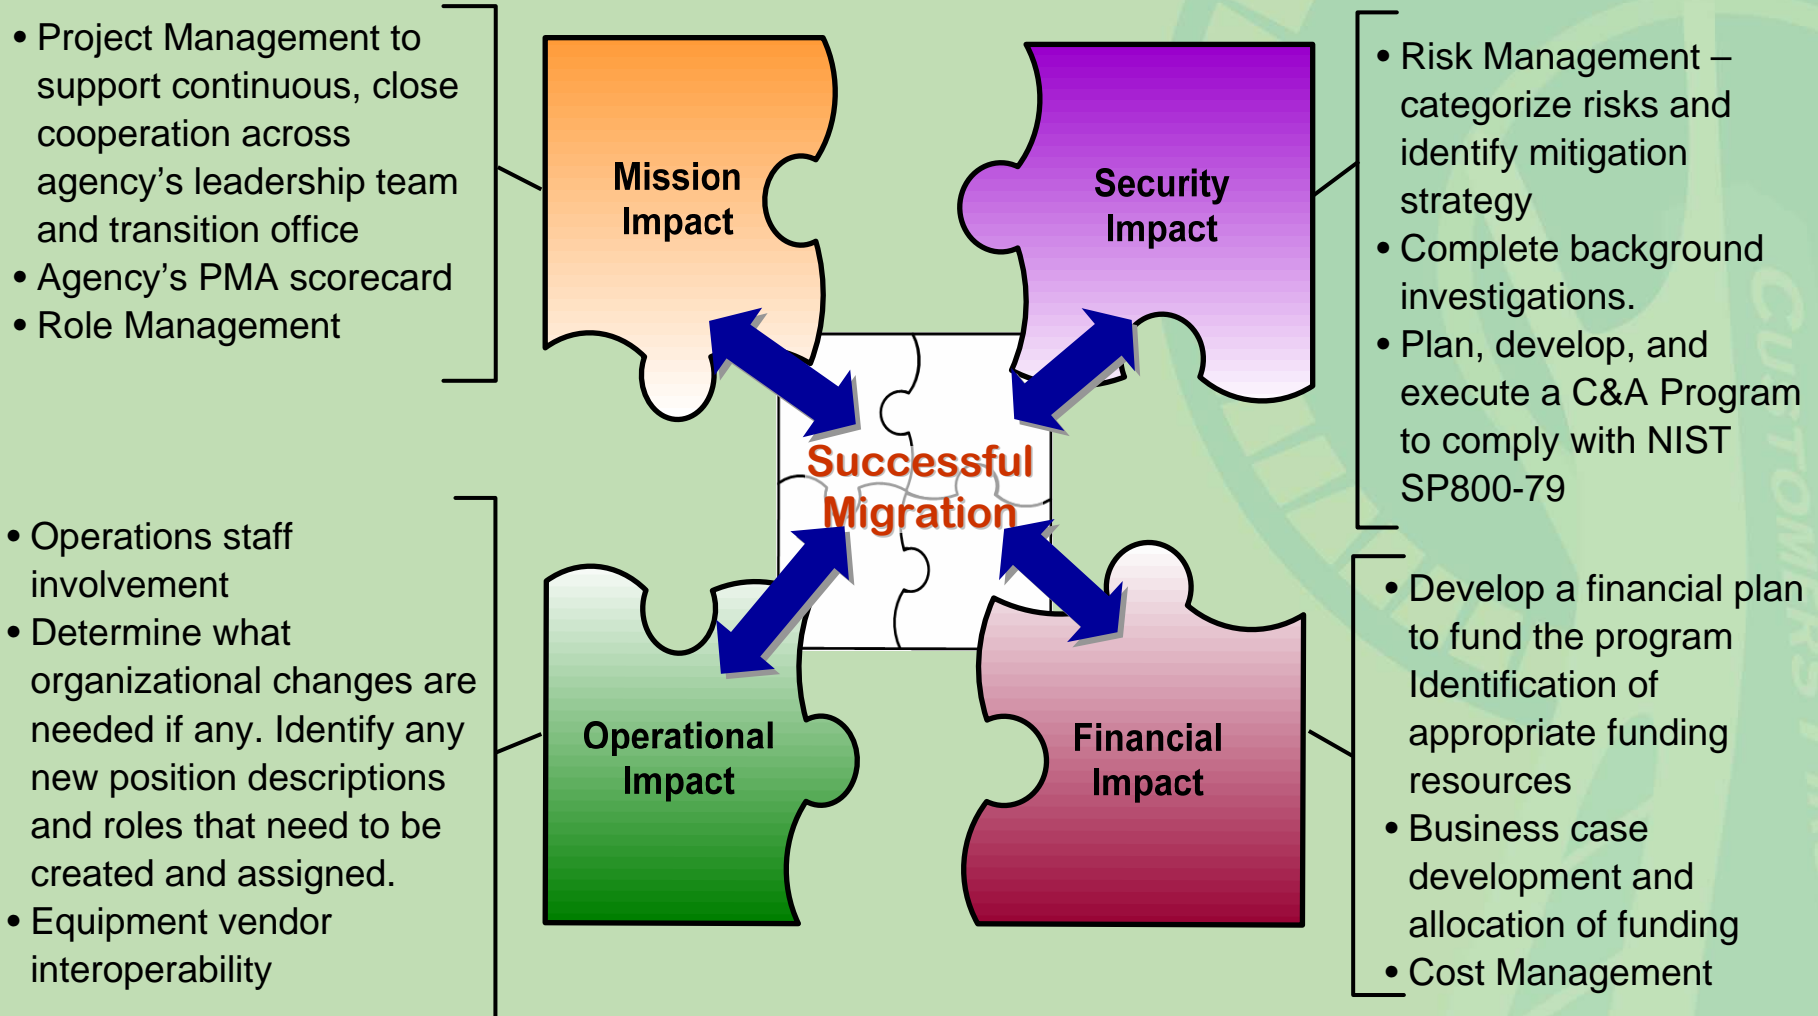 • Project Management to
support continuous, close
cooperation across
agency’s leadership team
and transition office
• Agency’s PMA scorecard
• Role Management
Mission
Impact
Security
Impact
• Risk Management –
categorize risks and
identify mitigation
strategy
• Complete background
investigations.
• Plan, develop, and
execute a C&A Program
to comply with NIST
SP800-79
Successful
Migration
• Operations staff
involvement
• Determine what
organizational changes are
needed if any. Identify any
new position descriptions
and roles that need to be
created and assigned.
• Equipment vendor
interoperability
Operational
Impact
Financial
Impact
• Develop a financial plan
to fund the program
Identification of
appropriate funding
resources
• Business case
development and
allocation of funding
• Cost Management
CUSTOMERS